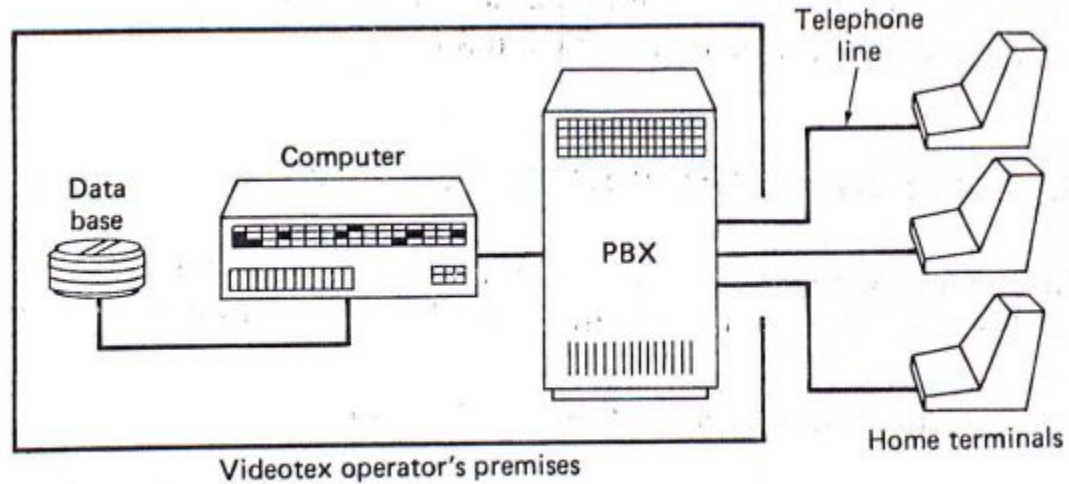 Telephone
line
Computer
Data
base
PBX
Home terminals
Videotex operator's premises